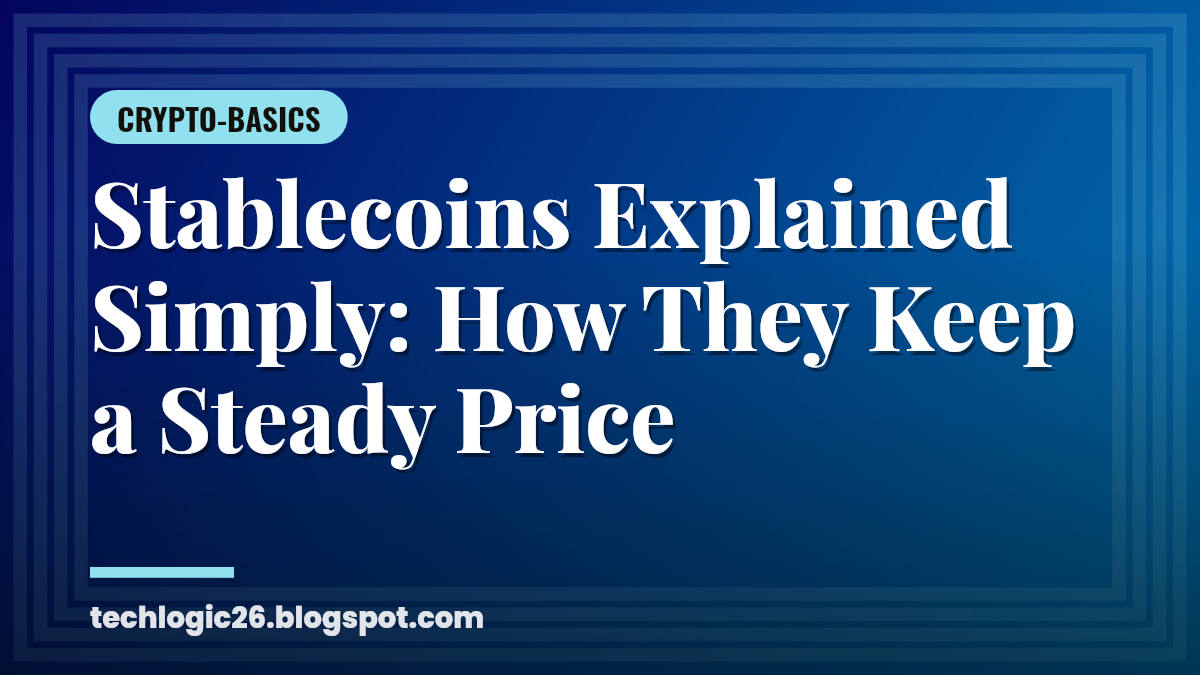 CRYPTO-BASICS
Stablecoins Explained
Simply: How They Keep
a Steady Price
techlogic26.blogspot.com